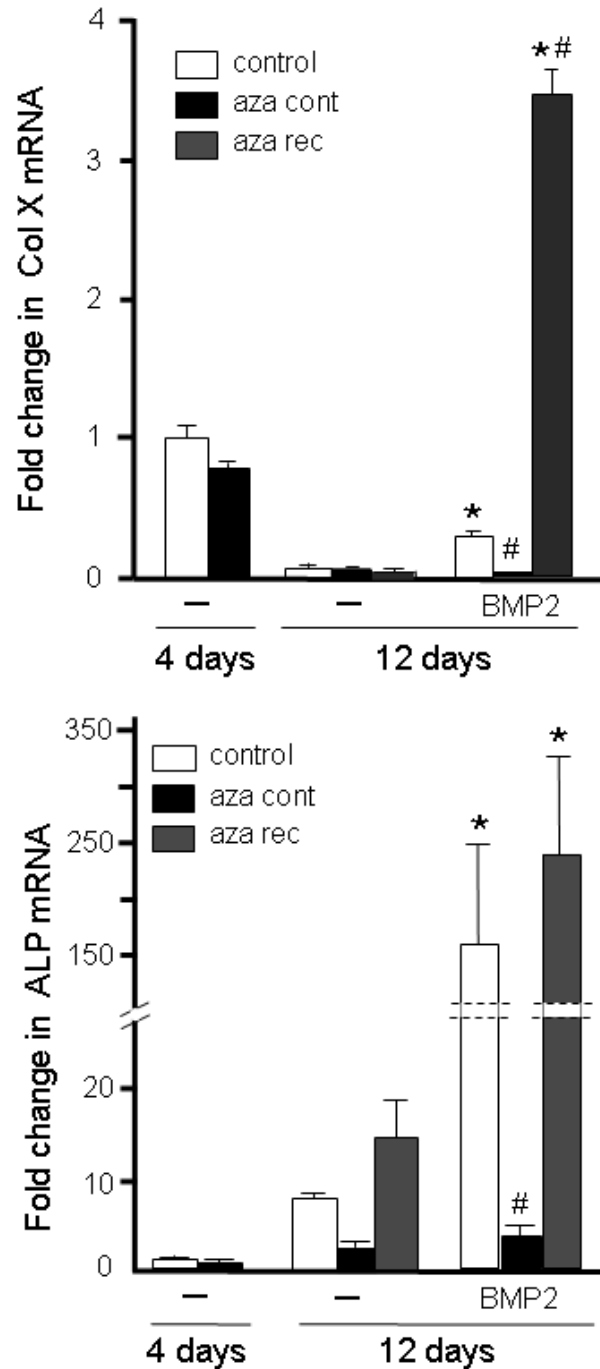 Fold change in Col X mRNA
4
3
2
1
0
control
aza cont
aza rec
*
#
*#
–
–
BMP2
4 days
12 days
Fold change in ALP mRNA
350
250
150
20
10
0
control
aza cont
aza rec
*
#
*
–
–
BMP2
4 days
12 days